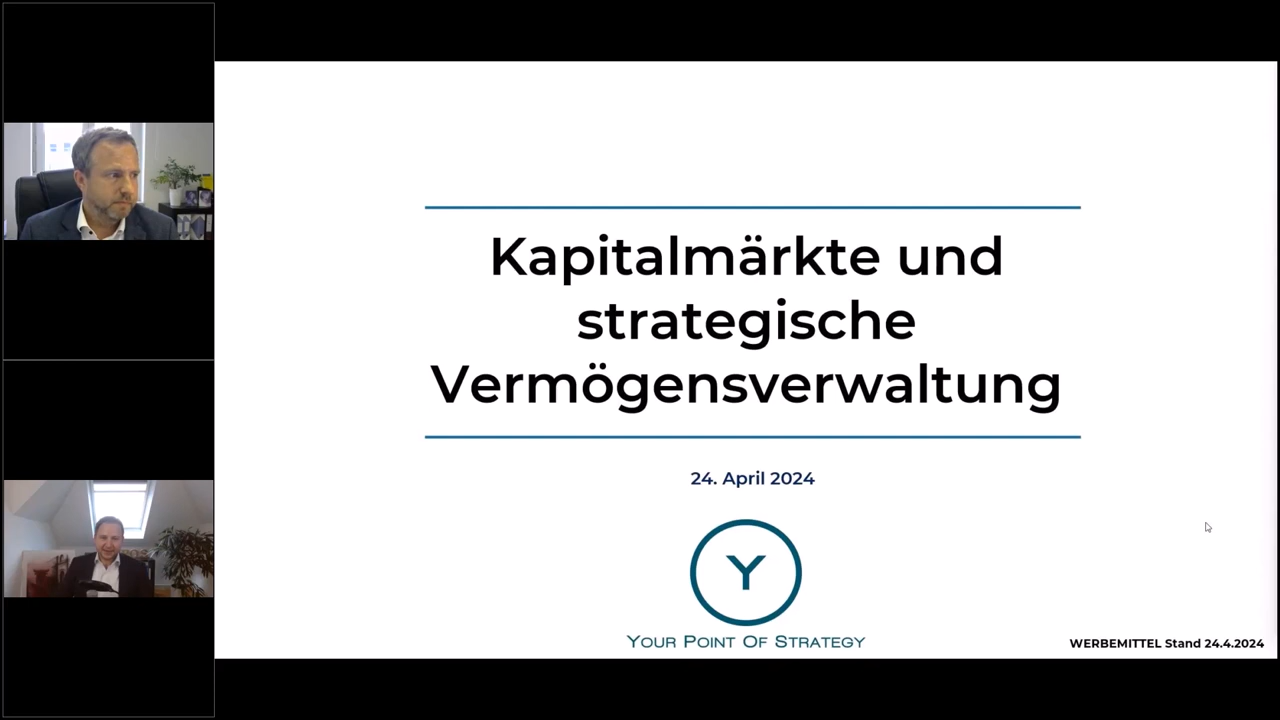 Kapitalmärkte und
strategische
Vermögensverwaltung
24. April 2024
Y
YOUR POINT OF STRATEGY
WERBEMITTEL Stand 24.4.2024